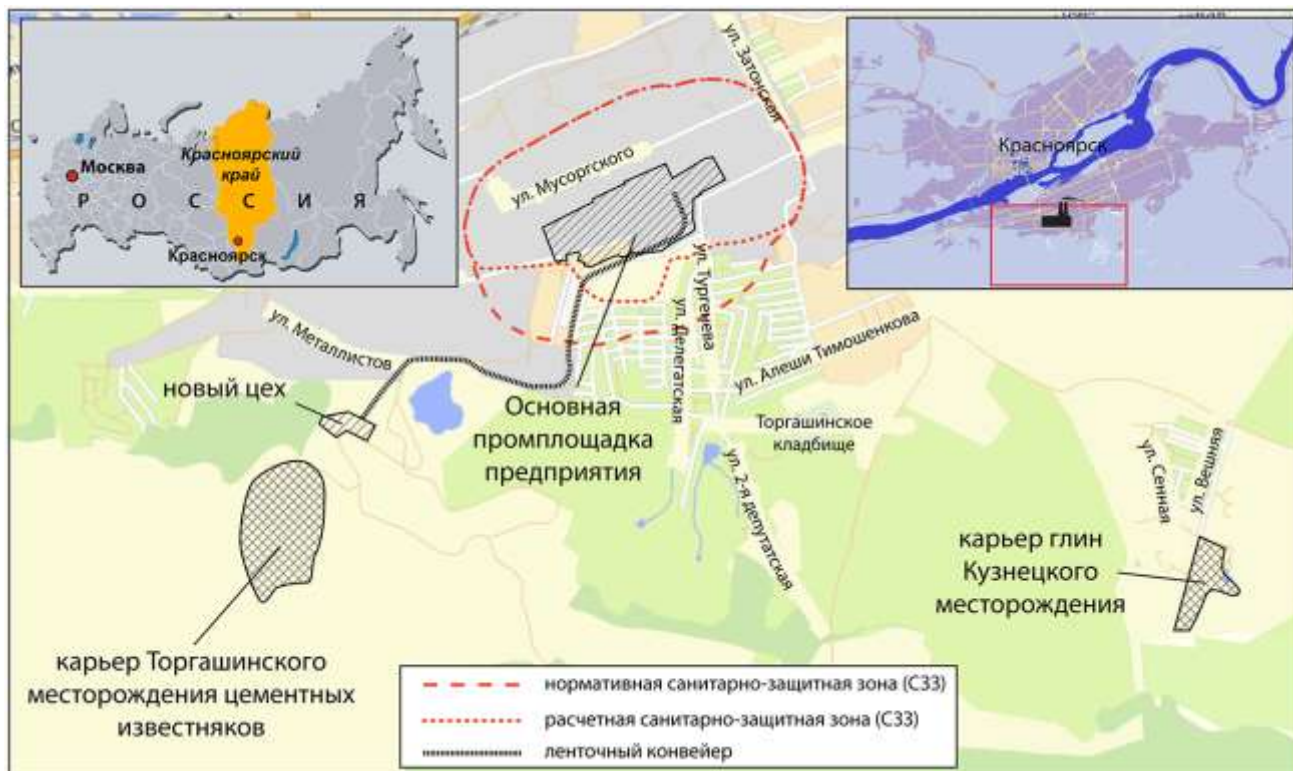 ул. Затонская
Москва
Красноярский
край
РОССИЯ
Красноярск
Красноярск
ул. Мусоргского
ул. Тургенева
ул. Делегатская
ул. Металлистов
ул. Алеши Тимошенкова
новый цех
Основная
промплощадка
предприятия
Торгашинское
кладбище
ул. 2-я депутатская
ул. Сенная
ул. Вешняя
карьер глин
Кузнецкого
месторождения
карьер Торгашинского
месторождения цементных
известняков
нормативная санитарно-защитная зона (СЗЗ)
расчетная санитарно-защитная зона (СЗЗ)
ленточный конвейер